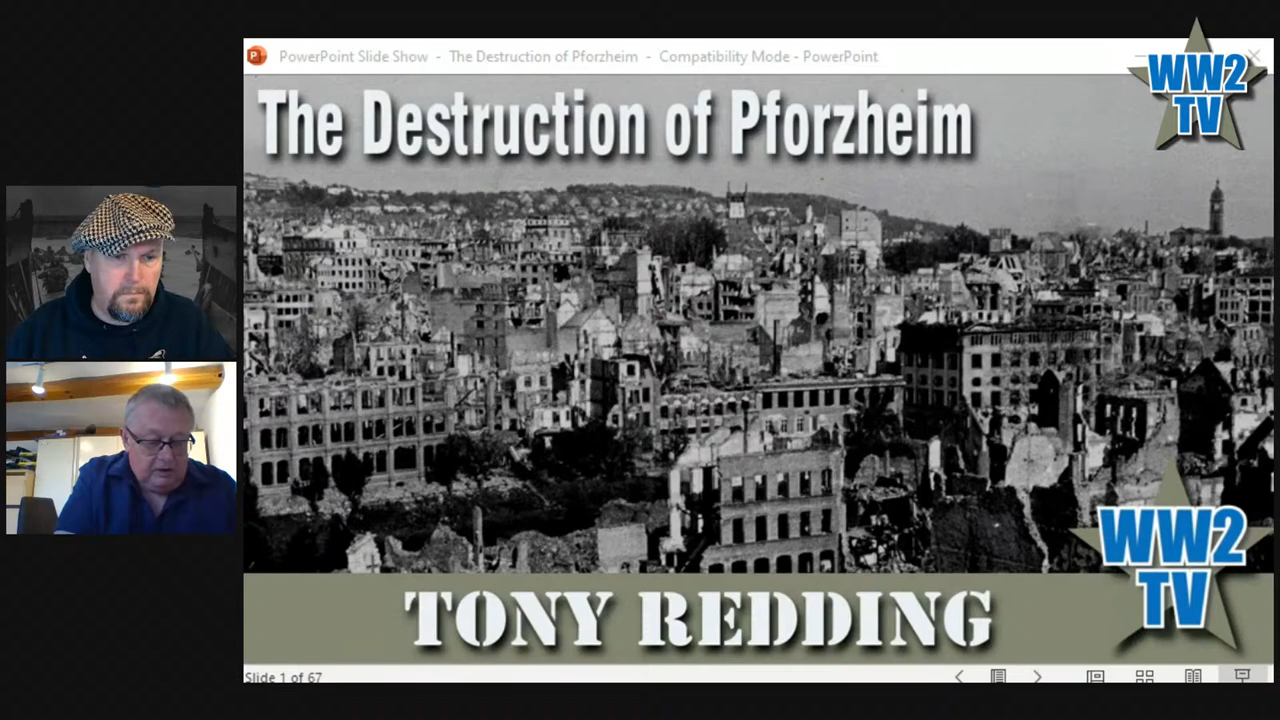 PowerPoint Slide Show - The Destruction of Pforzheim - Compatibility Mode - PowerPoint
WW2
TV
The Destruction of Pforzheim
WW2
TV
TONY REDDING
Slide 1 of 67